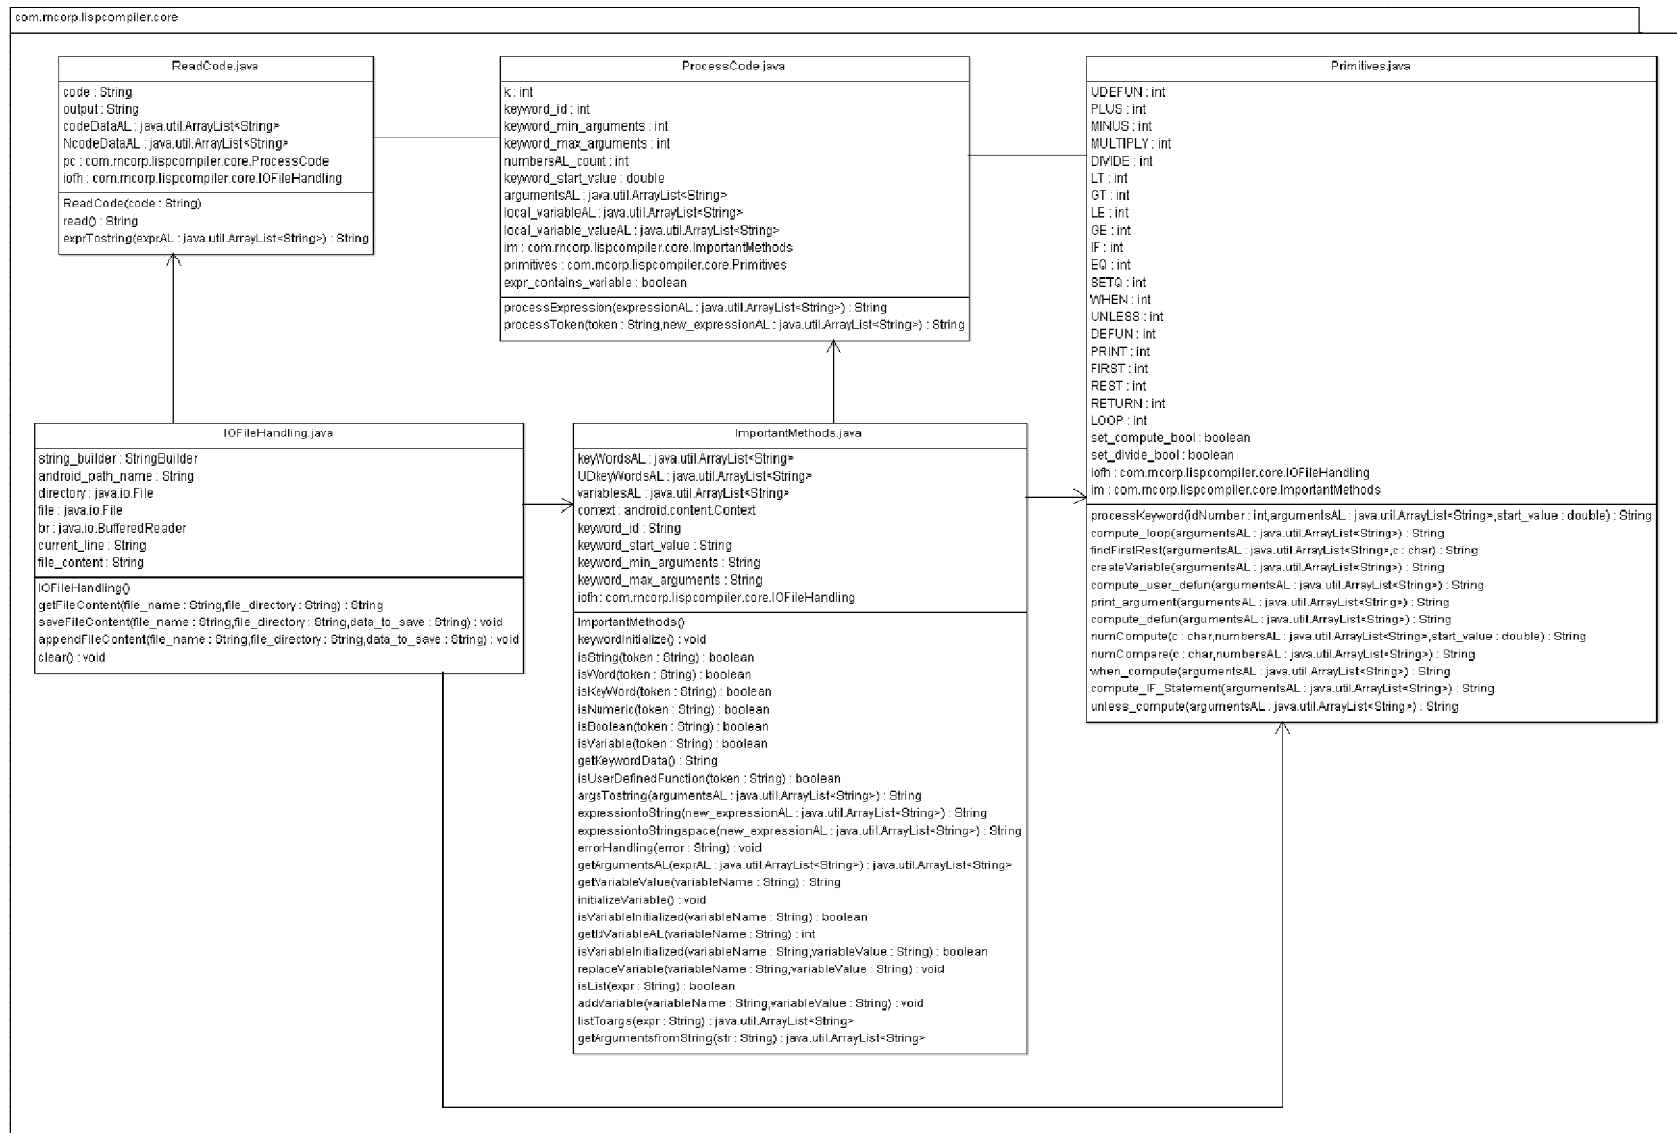 com.rncorp.lispcompiler.core
ReadCode.java
code : String
output : String
codeDataAL : java.util.ArrayList<String>
NcodeDataAL : java.util.ArrayList<String>
pc : com.rncorp.lispcompiler.core.ProcessCode
iofh : com.rncorp.lispcompiler.core.IOFileHandling
ReadCode(code : String)
read() : String
exprTostring(exprAL : java.util.ArrayList<String>) : String
ProcessCode.java
k : int
keyword_id : int
keyword_min_arguments : int
keyword_max_arguments : int
numbersAL_count : int
keyword_start_value : double
argumentsAL : java.util.ArrayList<String>
local_variableAL : java.util.ArrayList<String>
local_variable_valueAL : java.util.ArrayList<String>
im : com.rncorp.lispcompiler.core.ImportantMethods
primitives : com.rncorp.lispcompiler.core.Primitives
expr_contains_variable : boolean
processExpression(expressionAL : java.util.ArrayList<String>) : String
processToken(token : String,new_expressionAL : java.util.ArrayList<String>) : String
Primitives.java
UDEFUN : int
PLUS : int
MINUS : int
MULTIPLY : int
DIVIDE : int
LT : int
GT : int
LE : int
GE : int
IF : int
EQ : int
SETQ : int
WHEN : int
UNLESS : int
DEFUN : int
PRINT : int
FIRST : int
REST : int
RETURN : int
LOOP : int
set_compute_bool : boolean
set_divide_bool : boolean
iofh : com.rncorp.lispcompiler.core.IOFileHandling
im : com.rncorp.lispcompiler.core.ImportantMethods
processKeyword(idNumber : int,argumentsAL : java.util.ArrayList<String>,start_value : double) : String
compute_loop(argumentsAL : java.util.ArrayList<String>) : String
findFirstRest(argumentsAL : java.util.ArrayList<String>,c : char) : String
createVariable(argumentsAL : java.util.ArrayList<String>) : String
compute_user_defun(argumentsAL : java.util.ArrayList<String>) : String
print_argument(argumentsAL : java.util.ArrayList<String>) : String
compute_defun(argumentsAL : java.util.ArrayList<String>) : String
numCompute(c : char,numbersAL : java.util.ArrayList<String>,start_value : double) : String
numCompare(c : char,numbersAL : java.util.ArrayList<String>) : String
when_compute(argumentsAL : java.util.ArrayList<String>) : String
compute_IF_Statement(argumentsAL : java.util.ArrayList<String>) : String
unless_compute(argumentsAL : java.util.ArrayList<String>) : String
IOFileHandling.java
string_builder : StringBuilder
android_path_name : String
directory : java.io.File
file : java.io.File
br : java.io.BufferedReader
current_line : String
file_content : String
IOFileHandling()
getFileContent(file_name : String,file_directory : String) : String
saveFileContent(file_name : String,file_directory : String,data_to_save : String) : void
appendFileContent(file_name : String,file_directory : String,data_to_save : String) : void
clear() : void
ImportantMethods.java
keyWordsAL : java.util.ArrayList<String>
UDkeyWordsAL : java.util.ArrayList<String>
variablesAL : java.util.ArrayList<String>
context : android.content.Context
keyword_id : String
keyword_start_value : String
keyword_min_arguments : String
keyword_max_arguments : String
iofh : com.rncorp.lispcompiler.core.IOFileHandling
ImportantMethods()
keywordInitialize() : void
isString(token : String) : boolean
isWord(token : String) : boolean
isKeyWord(token : String) : boolean
isNumeric(token : String) : boolean
isBoolean(token : String) : boolean
isVariable(token : String) : boolean
getKeywordData() : String
isUserDefinedFunction(token : String) : boolean
argsTostring(argumentsAL : java.util.ArrayList<String>) : String
expressiontoString(new_expressionAL : java.util.ArrayList<String>) : String
expressiontoStringspace(new_expressionAL : java.util.ArrayList<String>) : String
errorHandling(error : String) : void
getArgumentsAL(exprAL : java.util.ArrayList<String>) : java.util.ArrayList<String>
getVariableValue(variableName : String) : String
initializeVariable() : void
isVariableInitialized(variableName : String) : boolean
getIdVariableAL(variableName : String) : int
isVariableInitialized(variableName : String,variableValue : String) : boolean
replaceVariable(variableName : String,variableValue : String) : void
isList(expr : String) : boolean
addVariable(variableName : String,variableValue : String) : void
listToargs(expr : String) : java.util.ArrayList<String>
getArgumentsfromString(str : String) : java.util.ArrayList<String>